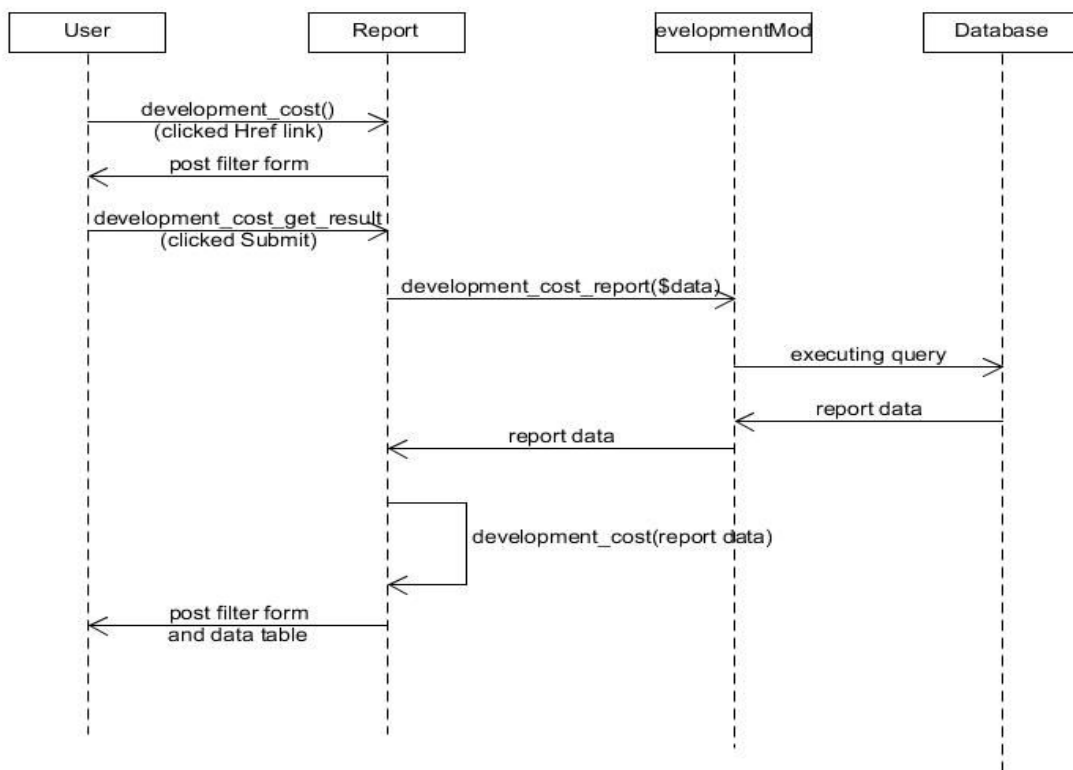 User
Report
evelopmentMod
Database
development_cost()
(clicked Href link)
post filter form
development_cost_get_result
(clicked Submit)
development_cost_report($data)
executing query
report data
report data
development_cost(report data)
post filter form
and data table